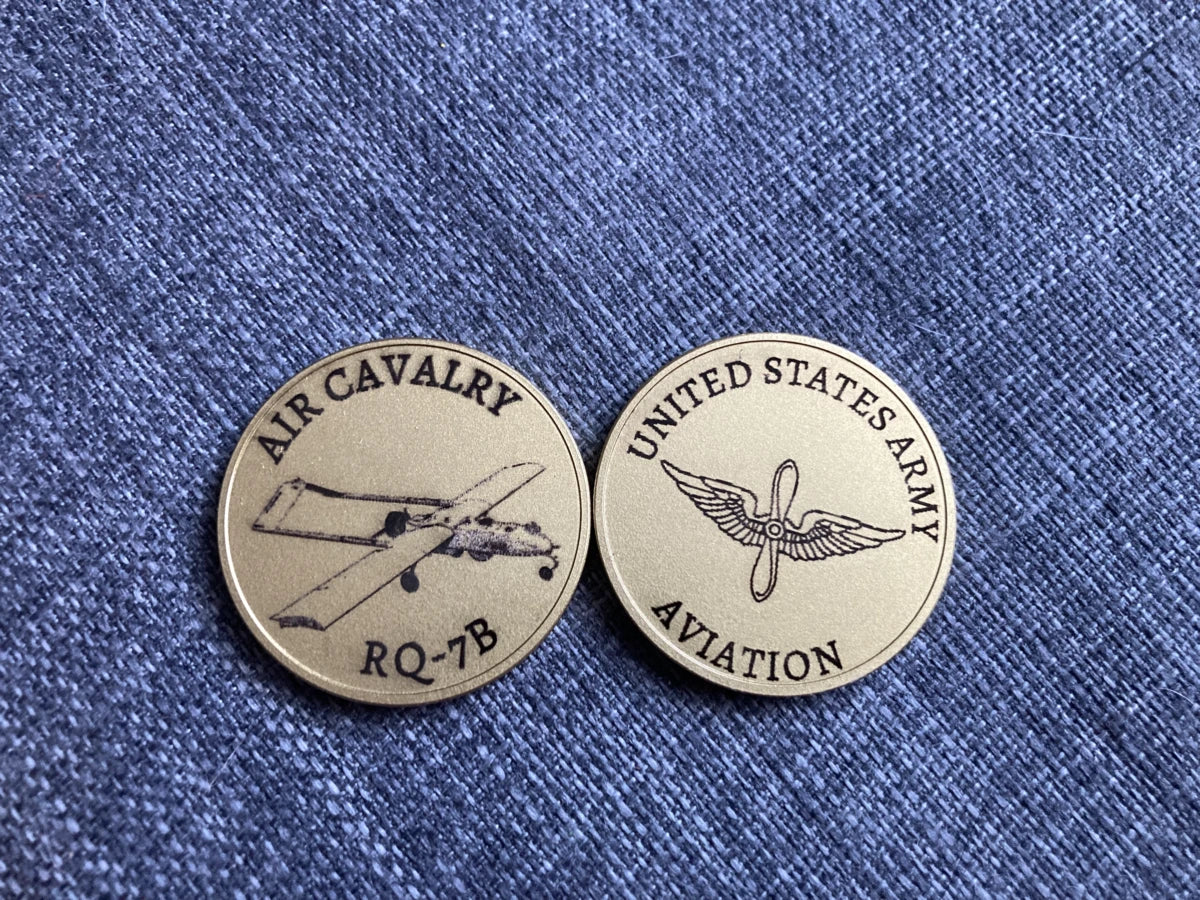 AIR CAVALRY
RQ-7B
UNITED STATES ARMY
AVIATION